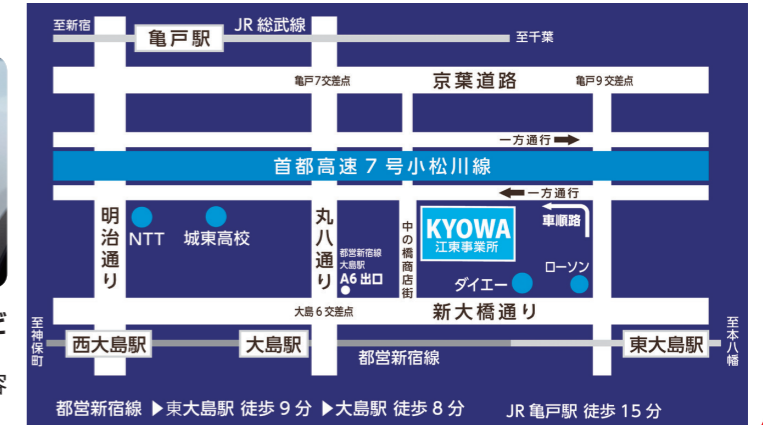 至新宿
JR 総武線
亀戸駅
至千葉
亀戸7交差点
京葉道路
亀戸9交差点
一方通行
首都高速7号小松川線
一方通行
明治通り
NTT
城東高校
丸八通り
都営新宿線
大島駅
A6 出口
中の橋商店街
KYOWA
江東事業所
車順路
ダイエー
ローソン
大島6交差点
新大橋通り
至神保町
西大島駅
大島駅
都営新宿線
東大島駅
至本八幡
都営新宿線 ▶東大島駅 徒歩9分 ▶大島駅 徒歩8分
JR 亀戸駅 徒歩15分